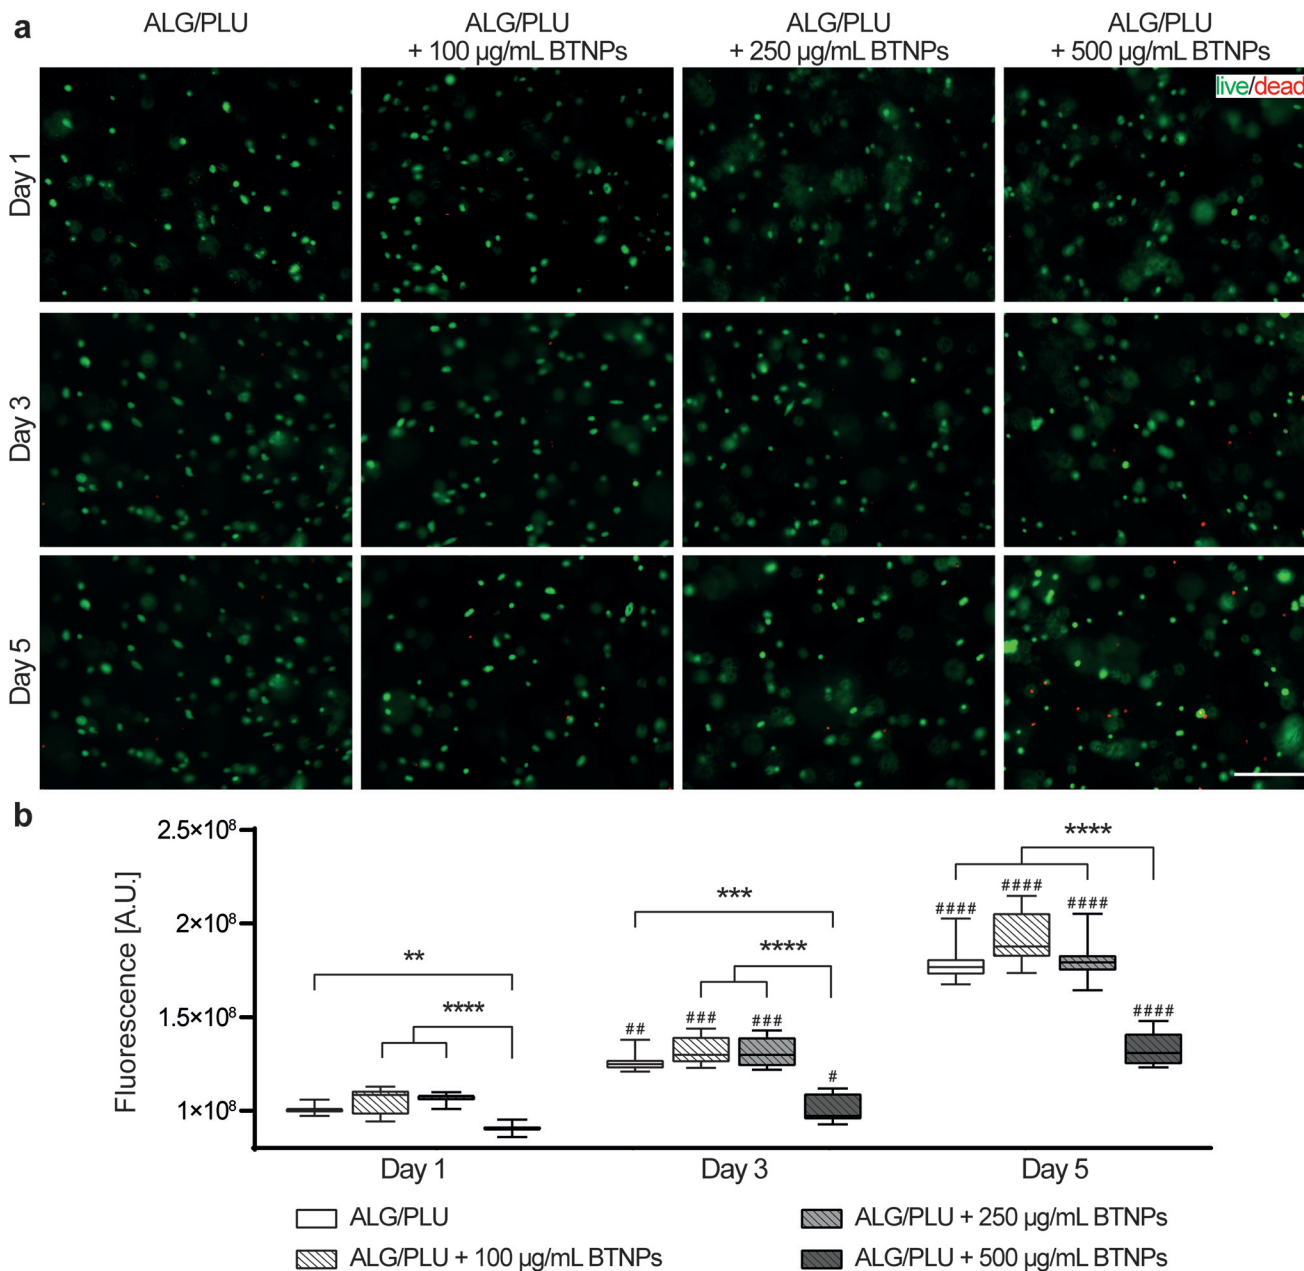 a
ALG/PLU
ALG/PLU
+ 100 µg/mL BTNPs
ALG/PLU
+ 250 µg/mL BTNPs
ALG/PLU
+ 500 µg/mL BTNPs
live/dead
Day 1
Day 3
Day 5
b
Fluorescence [A.U.]
2.5×10⁸
2×10⁸
1.5×10⁸
1×10⁸
**
****
***
****
##
###
###
#
****
####
####
####
####
Day 1
Day 3
Day 5
ALG/PLU
ALG/PLU + 100 µg/mL BTNPs
ALG/PLU + 250 µg/mL BTNPs
ALG/PLU + 500 µg/mL BTNPs